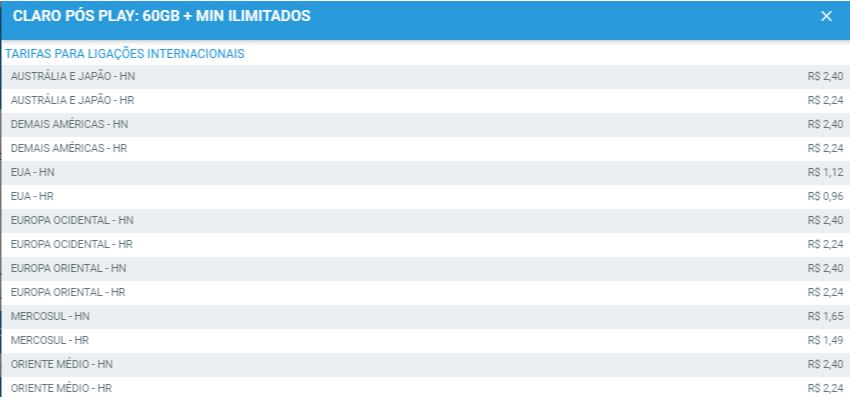 CLARO PÓS PLAY: 60GB + MIN ILIMITADOS
TARIFAS PARA LIGAÇÕES INTERNACIONAIS
AUSTRÁLIA E JAPÃO - HN R$ 2,40
AUSTRÁLIA E JAPÃO - HR R$ 2,24
DEMAIS AMÉRICAS - HN R$ 2,40
DEMAIS AMÉRICAS - HR R$ 2,24
EUA - HN R$ 1,12
EUA - HR R$ 0,96
EUROPA OCIDENTAL - HN R$ 2,40
EUROPA OCIDENTAL - HR R$ 2,24
EUROPA ORIENTAL - HN R$ 2,40
EUROPA ORIENTAL - HR R$ 2,24
MERCOSUL - HN R$ 1,65
MERCOSUL - HR R$ 1,49
ORIENTE MÉDIO - HN R$ 2,40
ORIENTE MÉDIO - HR R$ 2,24